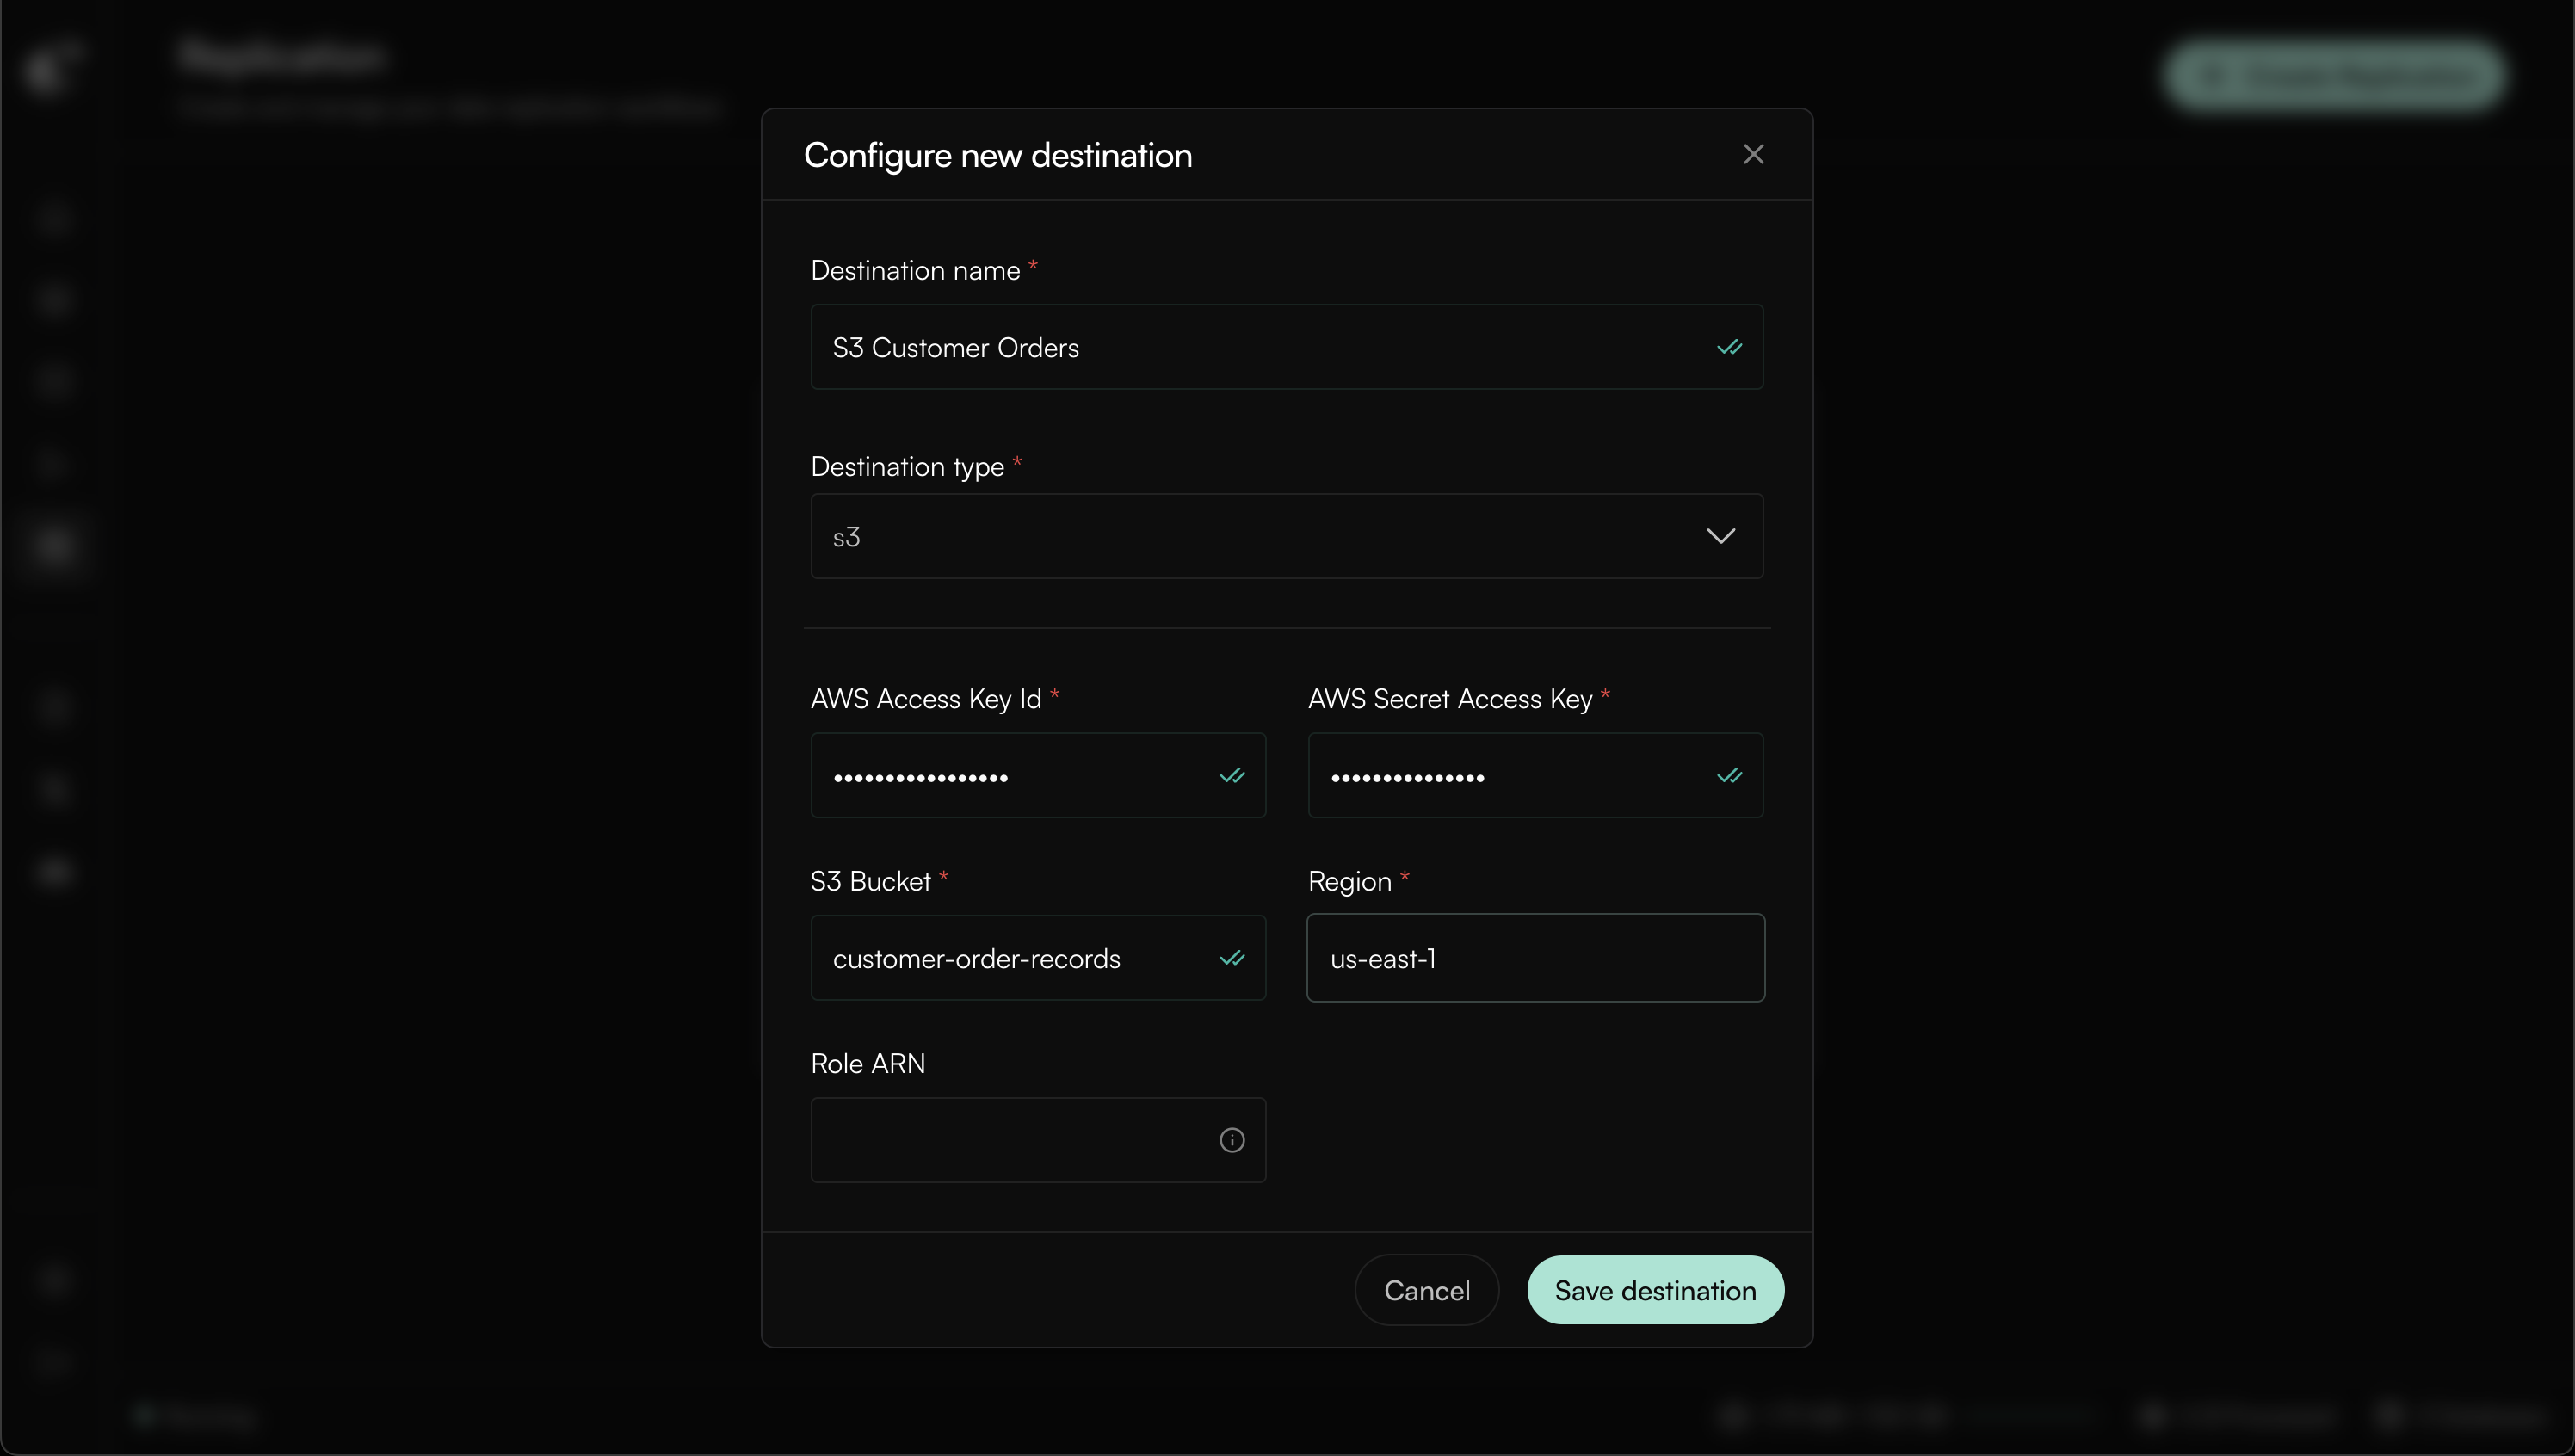 Replication
Configure new destination
Destination name *
S3 Customer Orders
Destination type *
s3
AWS Access Key Id *
AWS Secret Access Key *
•••••••••••••••••
•••••••••••••••
S3 Bucket *
Region *
customer-order-records
us-east-1
Role ARN
Cancel
Save destination